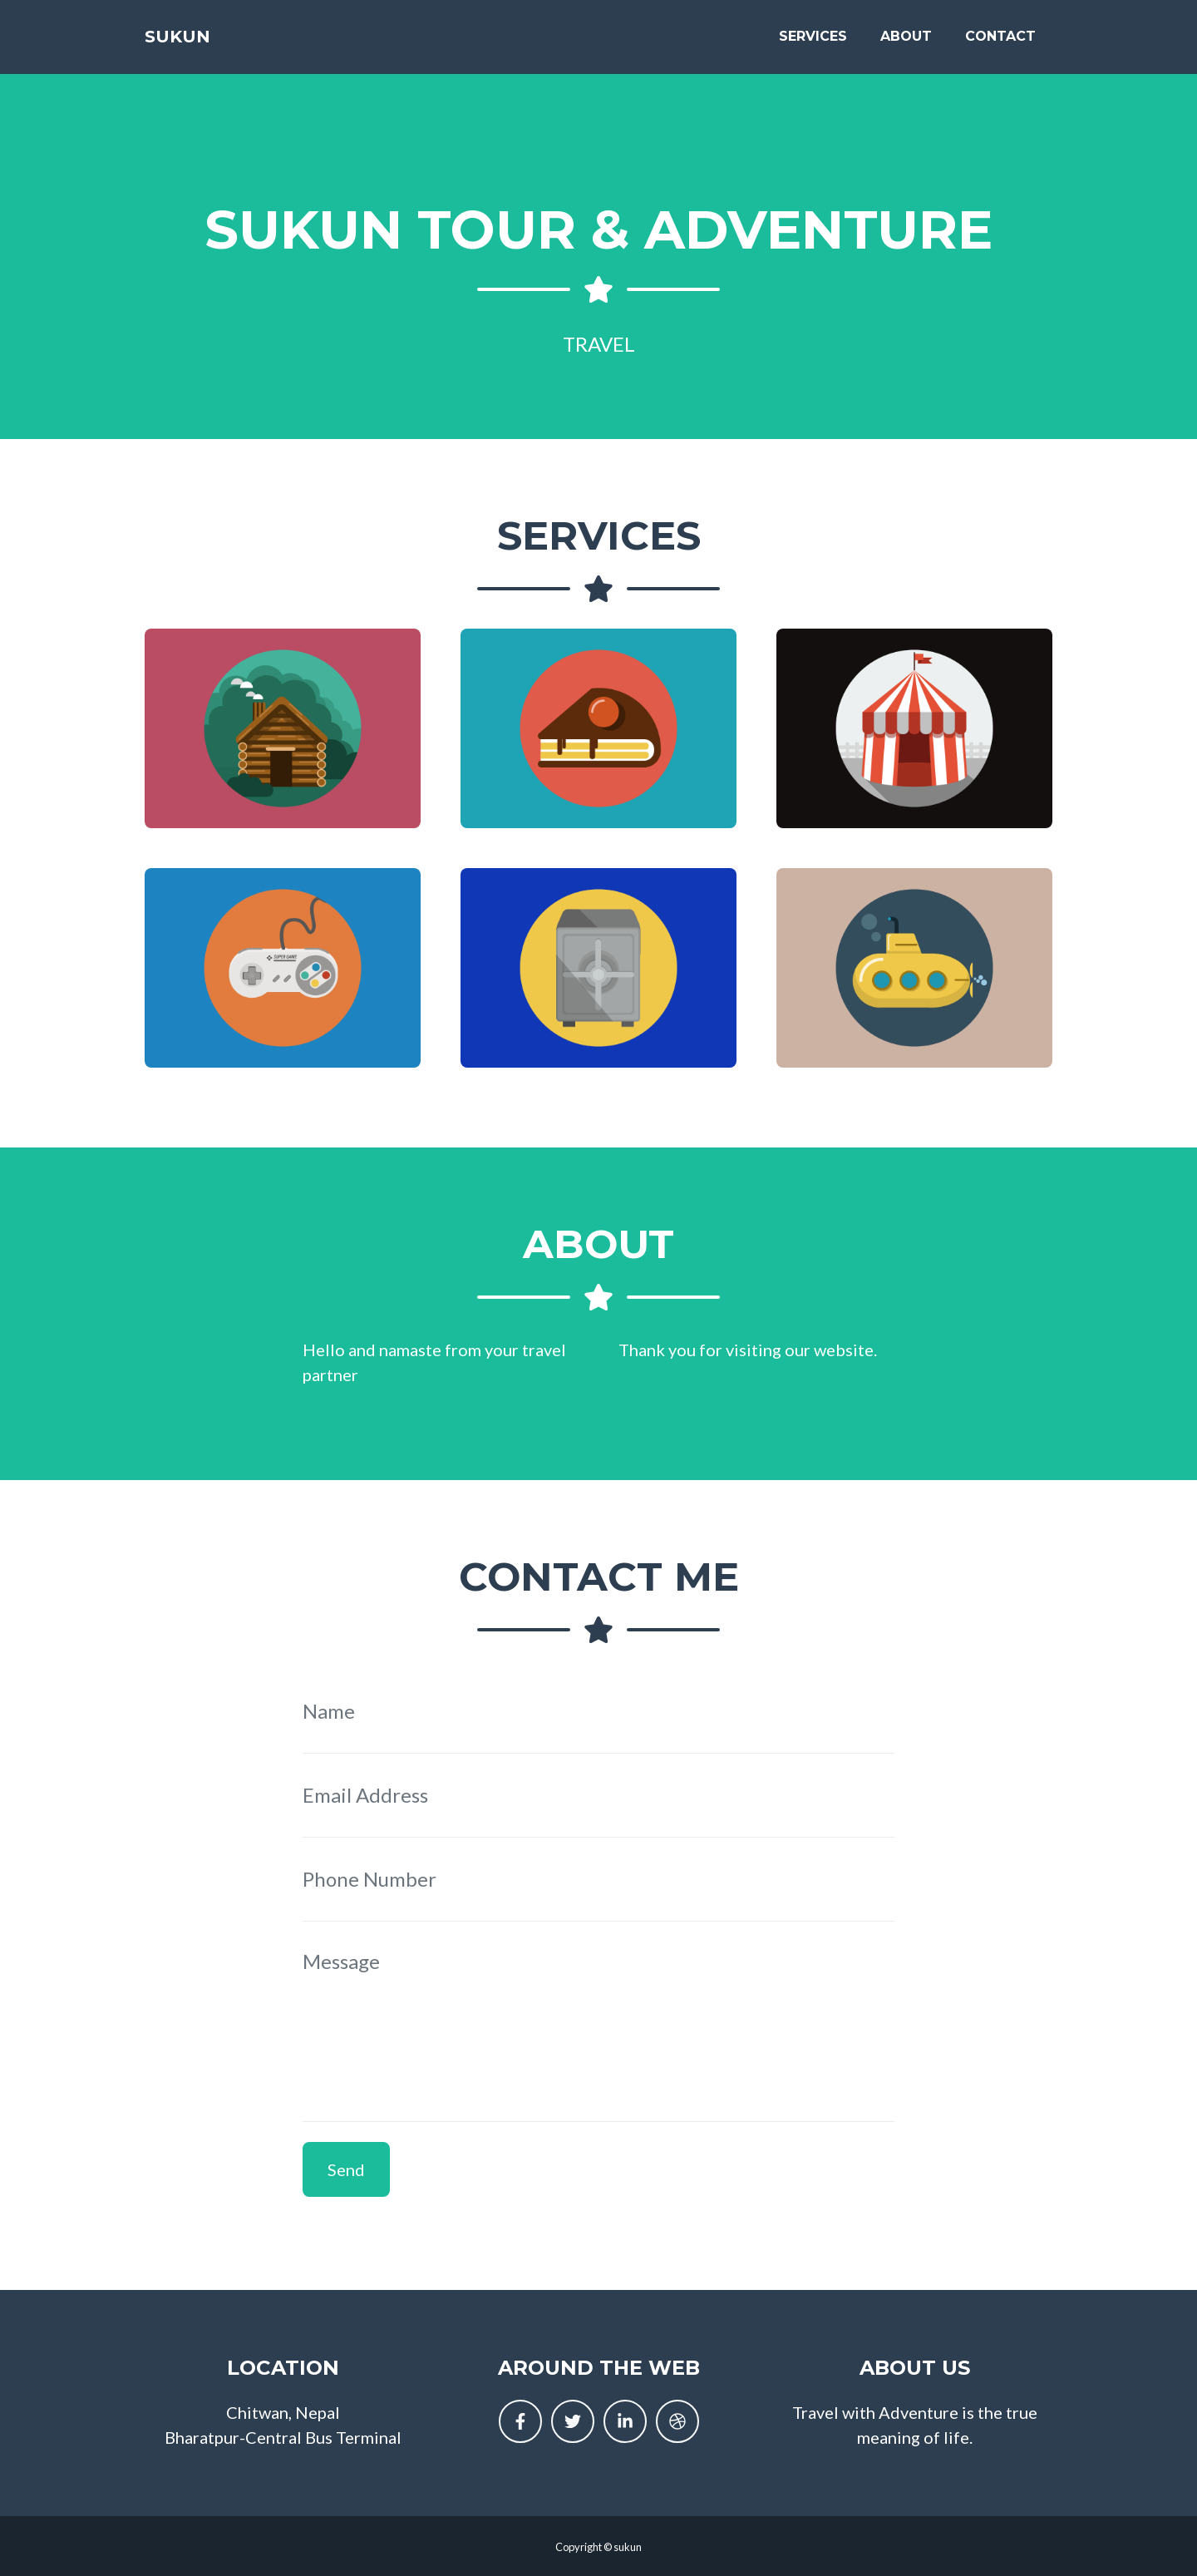 SUKUN
SERVICES ABOUT CONTACT
SUKUN TOUR & ADVENTURE
TRAVEL
SERVICES
SUPER GAME
ABOUT
Hello and namaste from your travel
partner
Thank you for visiting our website.
CONTACT ME
Name
Email Address
Phone Number
Message
Send
LOCATION
Chitwan, Nepal
Bharatpur-Central Bus Terminal
AROUND THE WEB
ABOUT US
Travel with Adventure is the true
meaning of life.
Copyright © sukun